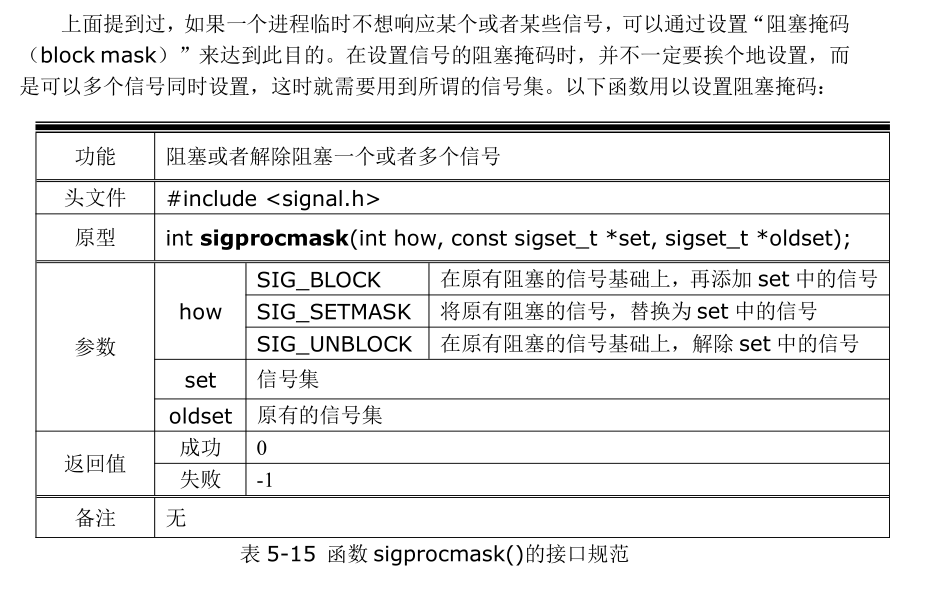 上面提到过，如果一个进程临时不想响应某个或者某些信号，可以通过设置“阻塞掩码
（block mask）”来达到此目的。在设置信号的阻塞掩码时，并不一定要挨个地设置，而
是可以多个信号同时设置，这时就需要用到所谓的信号集。以下函数用以设置阻塞掩码：
功能 阻塞或者解除阻塞一个或者多个信号
头文件 #include <signal.h>
原型 int sigprocmask(int how, const sigset_t *set, sigset_t *oldset);
参数 how SIG_BLOCK 在原有阻塞的信号基础上，再添加 set 中的信号
SIG_SETMASK 将原有阻塞的信号，替换为 set 中的信号
SIG_UNBLOCK 在原有阻塞的信号基础上，解除 set 中的信号
set 信号集
oldset 原有的信号集
返回值 成功 0
失败 -1
备注 无
表 5-15 函数 sigprocmask()的接口规范